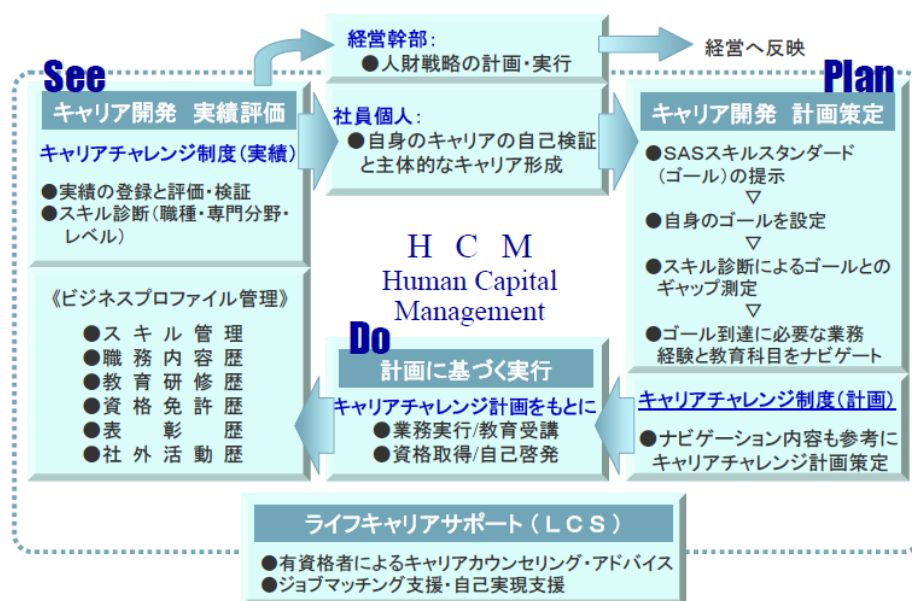 経営幹部:
●人財戦略の計画・実行
経営へ反映
See
キャリア開発 実績評価
キャリアチャレンジ制度(実績)
●実績の登録と評価・検証
●スキル診断(職種・専門分野・
レベル)
社員個人:
●自身のキャリアの自己検証
と主体的なキャリア形成
Plan
キャリア開発 計画策定
●SASスキルスタンダード
(ゴール)の提示
▽
●自身のゴールを設定
▽
●スキル診断によるゴールとの
ギャップ測定
▽
●ゴール到達に必要な業務
経験と教育科目をナビゲート
H C M
Human Capital
Management
《ビジネスプロファイル管理》
●スキル管理
●職務内容歴
●教育研修歴
●資格免許歴
●表彰歴
●社外活動歴
Do
計画に基づく実行
キャリアチャレンジ計画をもとに
●業務実行/教育受講
●資格取得/自己啓発
キャリアチャレンジ制度(計画)
●ナビゲーション内容も参考に
キャリアチャレンジ計画策定
ライフキャリアサポート(LCS)
●有資格者によるキャリアカウンセリング・アドバイス
●ジョブマッチング支援・自己実現支援